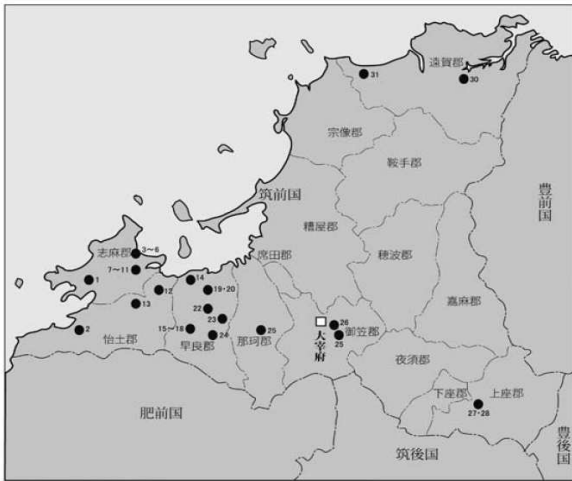 遠賀郡
31
30
宗像郡
鞍手郡
豊前国
筑前国
糟屋郡
穂波郡
志麻郡
3〜6
席田郡
嘉麻郡
7〜11
1
12
14
19・20
13
22
2
23
26
御笠郡
怡土郡
15〜18
早良郡
24
那珂郡
25
大宰府
25
夜須郡
下座郡
上座郡
27・28
肥前国
筑後国
豊後国